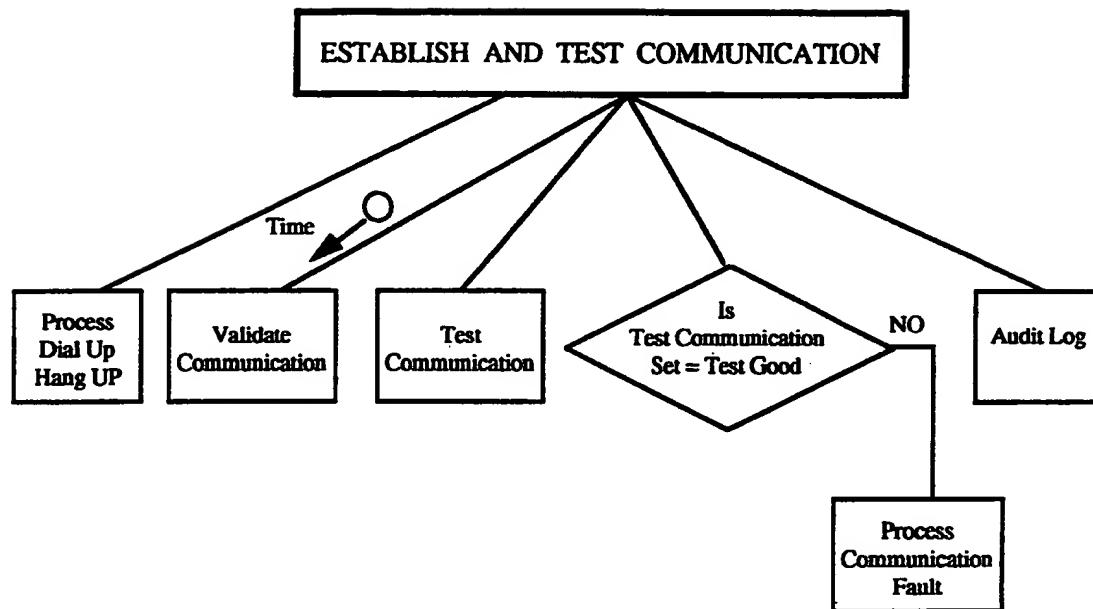 ESTABLISH AND TEST COMMUNICATION
Time
Process
Dial Up
Hang UP
Validate
Communication
Test
Communication
Is
Test Communication
Set = Test Good
NO
Audit Log
Process
Communication
Fault